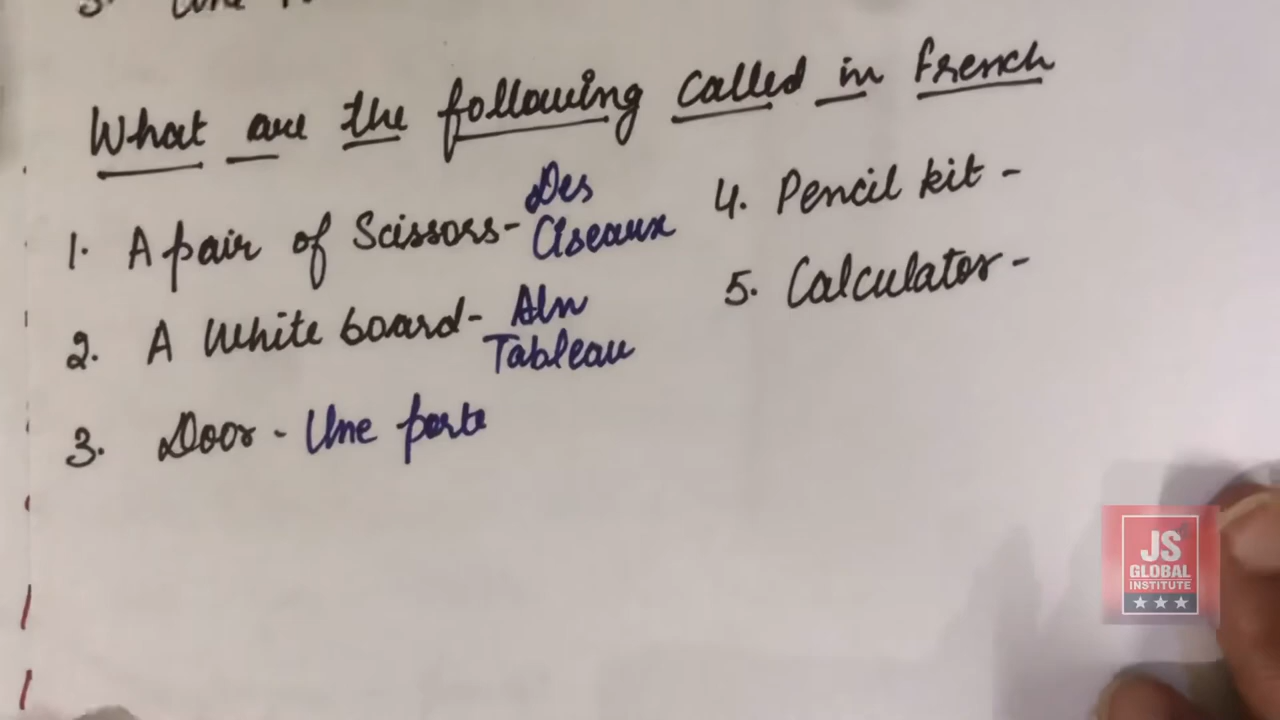 What are the following called in French
1. A pair of Scissors - Des
Ciseaux
2. A White board - Un
Tableau
3. Door - Une porte
4. Pencil kit -
5. Calculator -
JS
GLOBAL
INSTITUTE